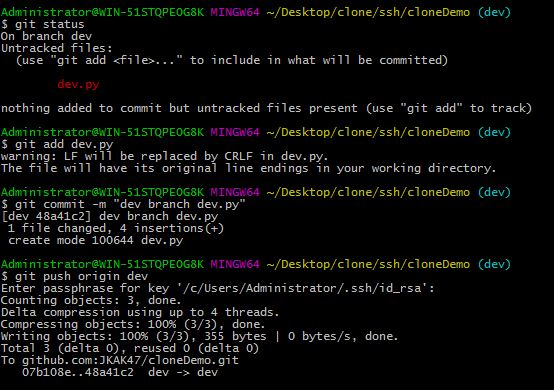 Administrator@WIN-51STQPEOG8K MINGW64 ~/Desktop/clone/ssh/cloneDemo (dev)
$ git status
On branch dev
Untracked files:
  (use "git add <file>..." to include in what will be committed)
        dev.py
nothing added to commit but untracked files present (use "git add" to track)
Administrator@WIN-51STQPEOG8K MINGW64 ~/Desktop/clone/ssh/cloneDemo (dev)
$ git add dev.py
warning: LF will be replaced by CRLF in dev.py.
The file will have its original line endings in your working directory.
Administrator@WIN-51STQPEOG8K MINGW64 ~/Desktop/clone/ssh/cloneDemo (dev)
$ git commit -m "dev branch dev.py"
[dev 48a41c2] dev branch dev.py
 1 file changed, 4 insertions(+)
 create mode 100644 dev.py
Administrator@WIN-51STQPEOG8K MINGW64 ~/Desktop/clone/ssh/cloneDemo (dev)
$ git push origin dev
Enter passphrase for key '/c/Users/Administrator/.ssh/id_rsa':
Counting objects: 3, done.
Delta compression using up to 4 threads.
Compressing objects: 100% (3/3), done.
Writing objects: 100% (3/3), 355 bytes | 0 bytes/s, done.
Total 3 (delta 0), reused 0 (delta 0)
To github.com:JKAK47/cloneDemo.git
   07b108e..48a41c2  dev -> dev